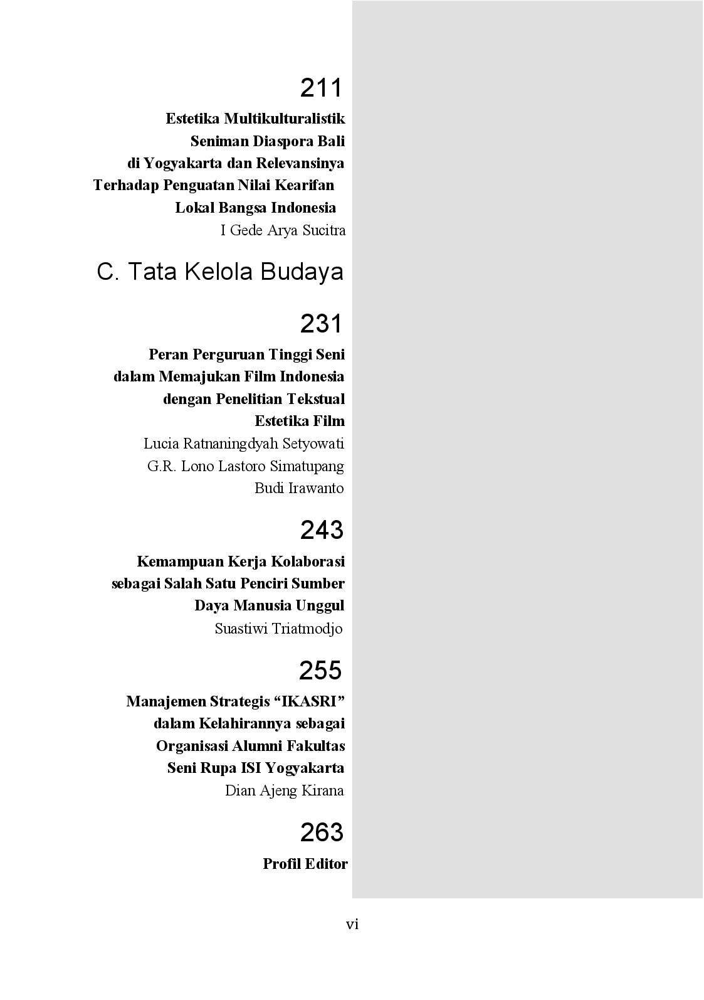 211
Estetika Multikulturalistik
Seniman Diaspora Bali
di Yogyakarta dan Relevansinya
Terhadap Penguatan Nilai Kearifan
Lokal Bangsa Indonesia
I Gede Arya Sucitra
C. Tata Kelola Budaya
231
Peran Perguruan Tinggi Seni
dalam Memajukan Film Indonesia
dengan Penelitian Tekstual
Estetika Film
Lucia Ratnaningdyah Setyowati
G.R. Lono Lastoro Simatupang
Budi Irawanto
243
Kemampuan Kerja Kolaborasi
sebagai Salah Satu Penciri Sumber
Daya Manusia Unggul
Suastiwi Triatmodjo
255
Manajemen Strategis “IKASRI”
dalam Kelahirannya sebagai
Organisasi Alumni Fakultas
Seni Rupa ISI Yogyakarta
Dian Ajeng Kirana
263
Profil Editor
vi